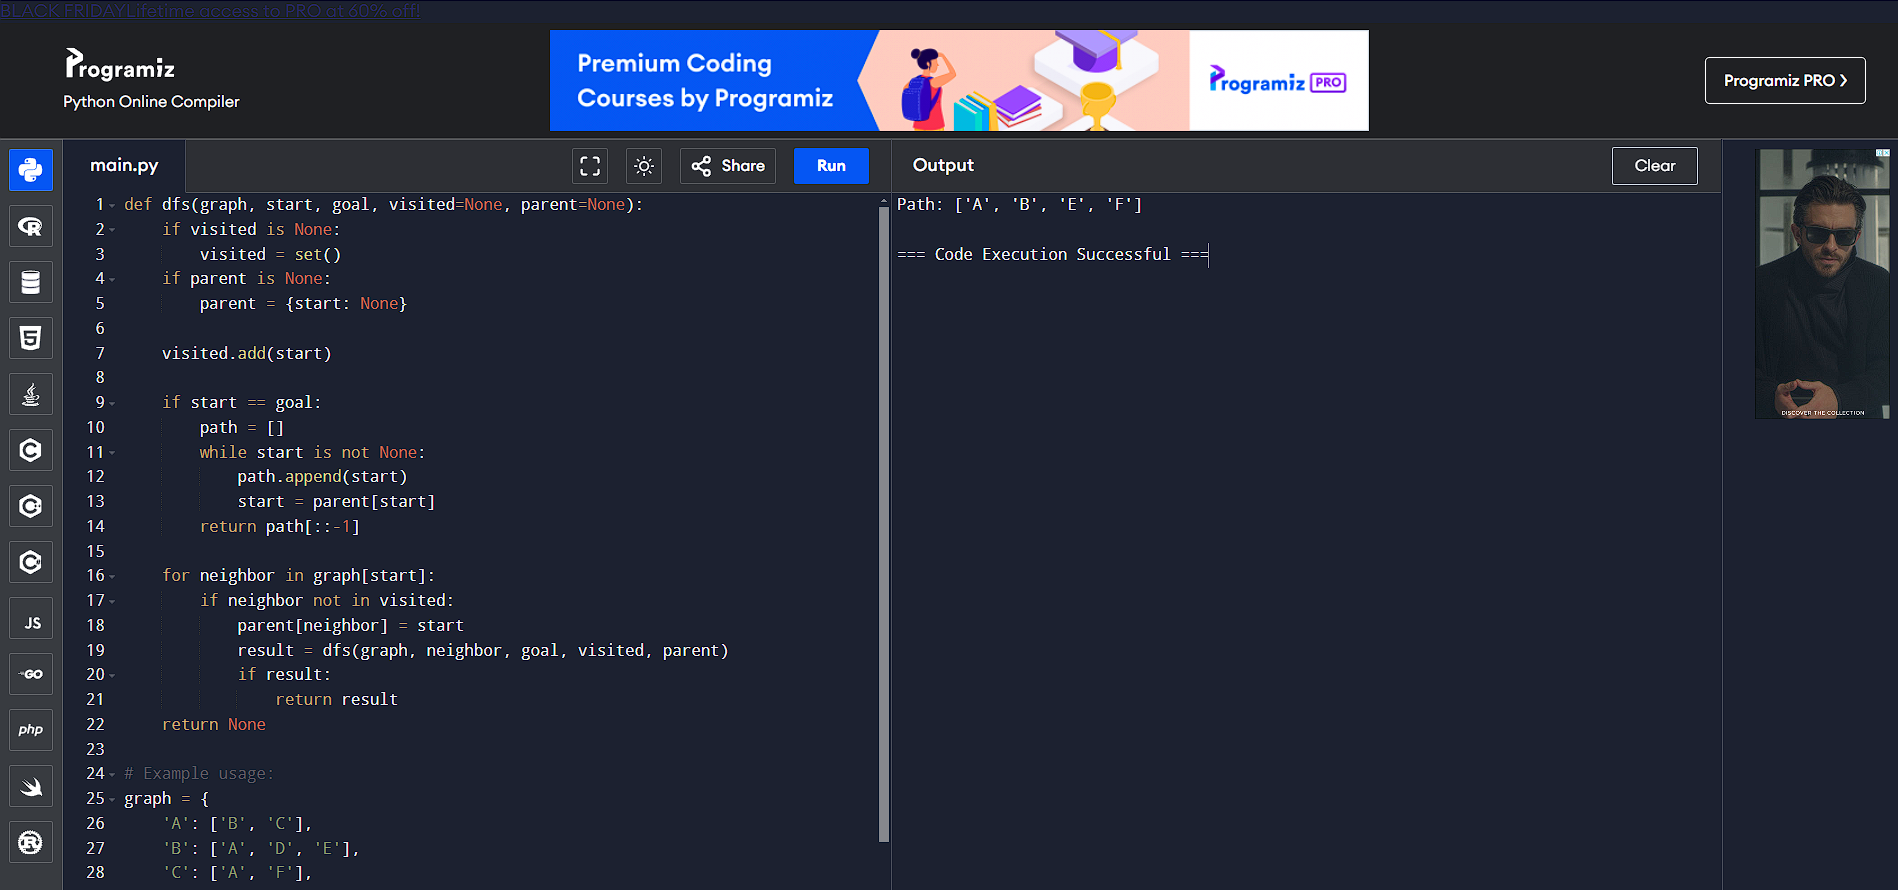 BLACK FRIDAYLifetime access to PRO at 60% off!
Programiz
Python Online Compiler
Premium Coding
Courses by Programiz
Programiz PRO
Programiz PRO >
main.py
Share
Run
Output
Clear
1 def dfs(graph, start, goal, visited=None, parent=None):
2     if visited is None:
3         visited = set()
4     if parent is None:
5         parent = {start: None}
6
7     visited.add(start)
8
9     if start == goal:
10         path = []
11         while start is not None:
12             path.append(start)
13             start = parent[start]
14         return path[::-1]
15
16     for neighbor in graph[start]:
17         if neighbor not in visited:
18             parent[neighbor] = start
19             result = dfs(graph, neighbor, goal, visited, parent)
20             if result:
21                 return result
22     return None
23
24 # Example usage:
25 graph = {
26     'A': ['B', 'C'],
27     'B': ['A', 'D', 'E'],
28     'C': ['A', 'F'],
Path: ['A', 'B', 'E', 'F']
=== Code Execution Successful ===
DISCOVER THE COLLECTION
R
5
C
C
C
JS
GO
php
R